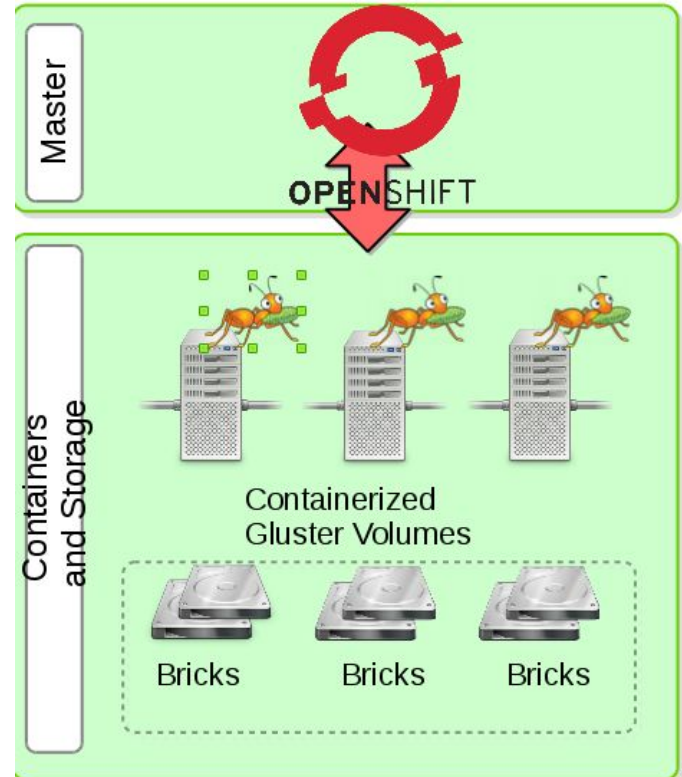 Master
OPENSHIFT
Containers
and Storage
Containerized
Gluster Volumes
Bricks
Bricks
Bricks